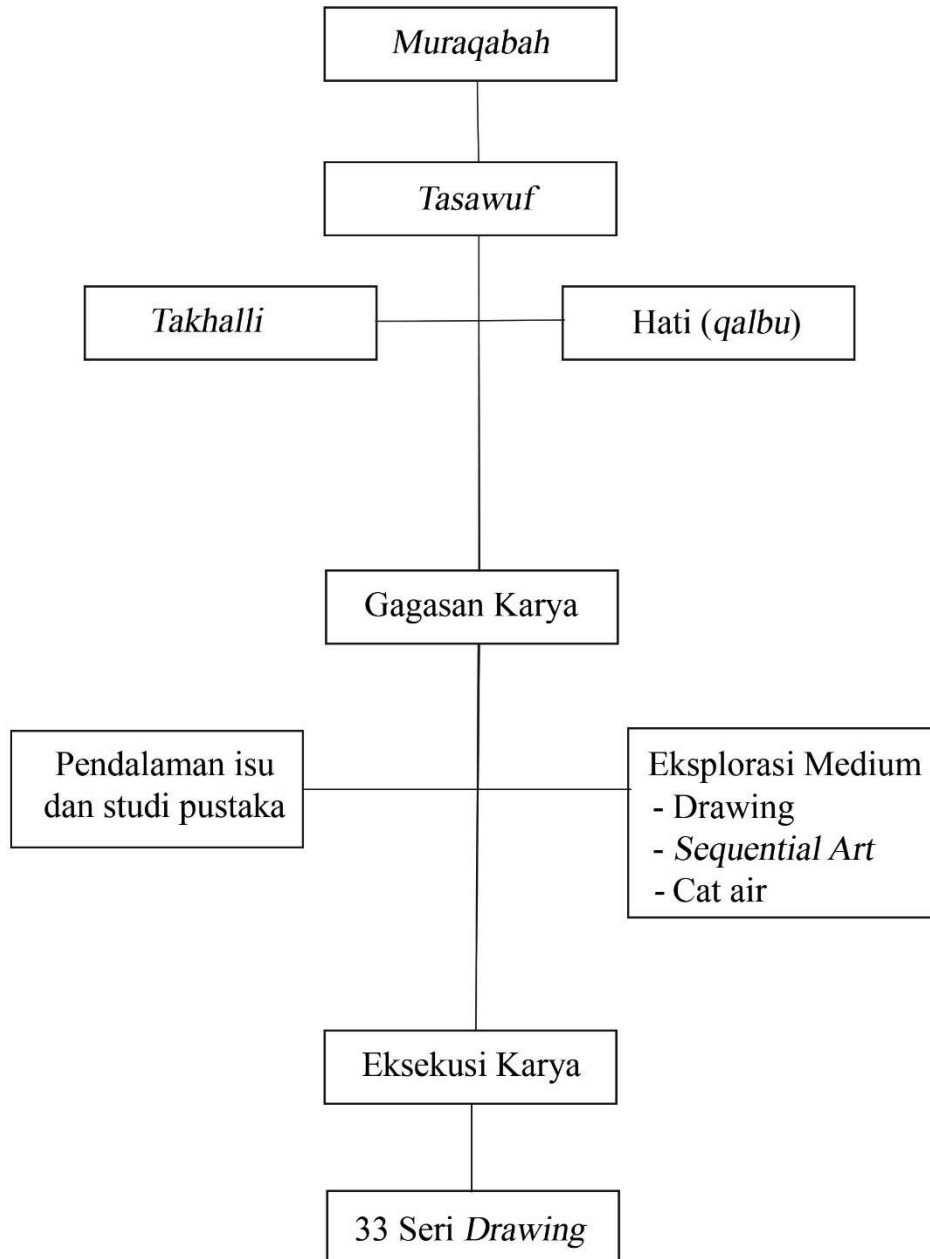 Muraqabah
Tasawuf
Takhalli
Hati (qalbu)
Gagasan Karya
Pendalaman isu
dan studi pustaka
Eksplorasi Medium
- Drawing
- Sequential Art
- Cat air
Eksekusi Karya
33 Seri Drawing